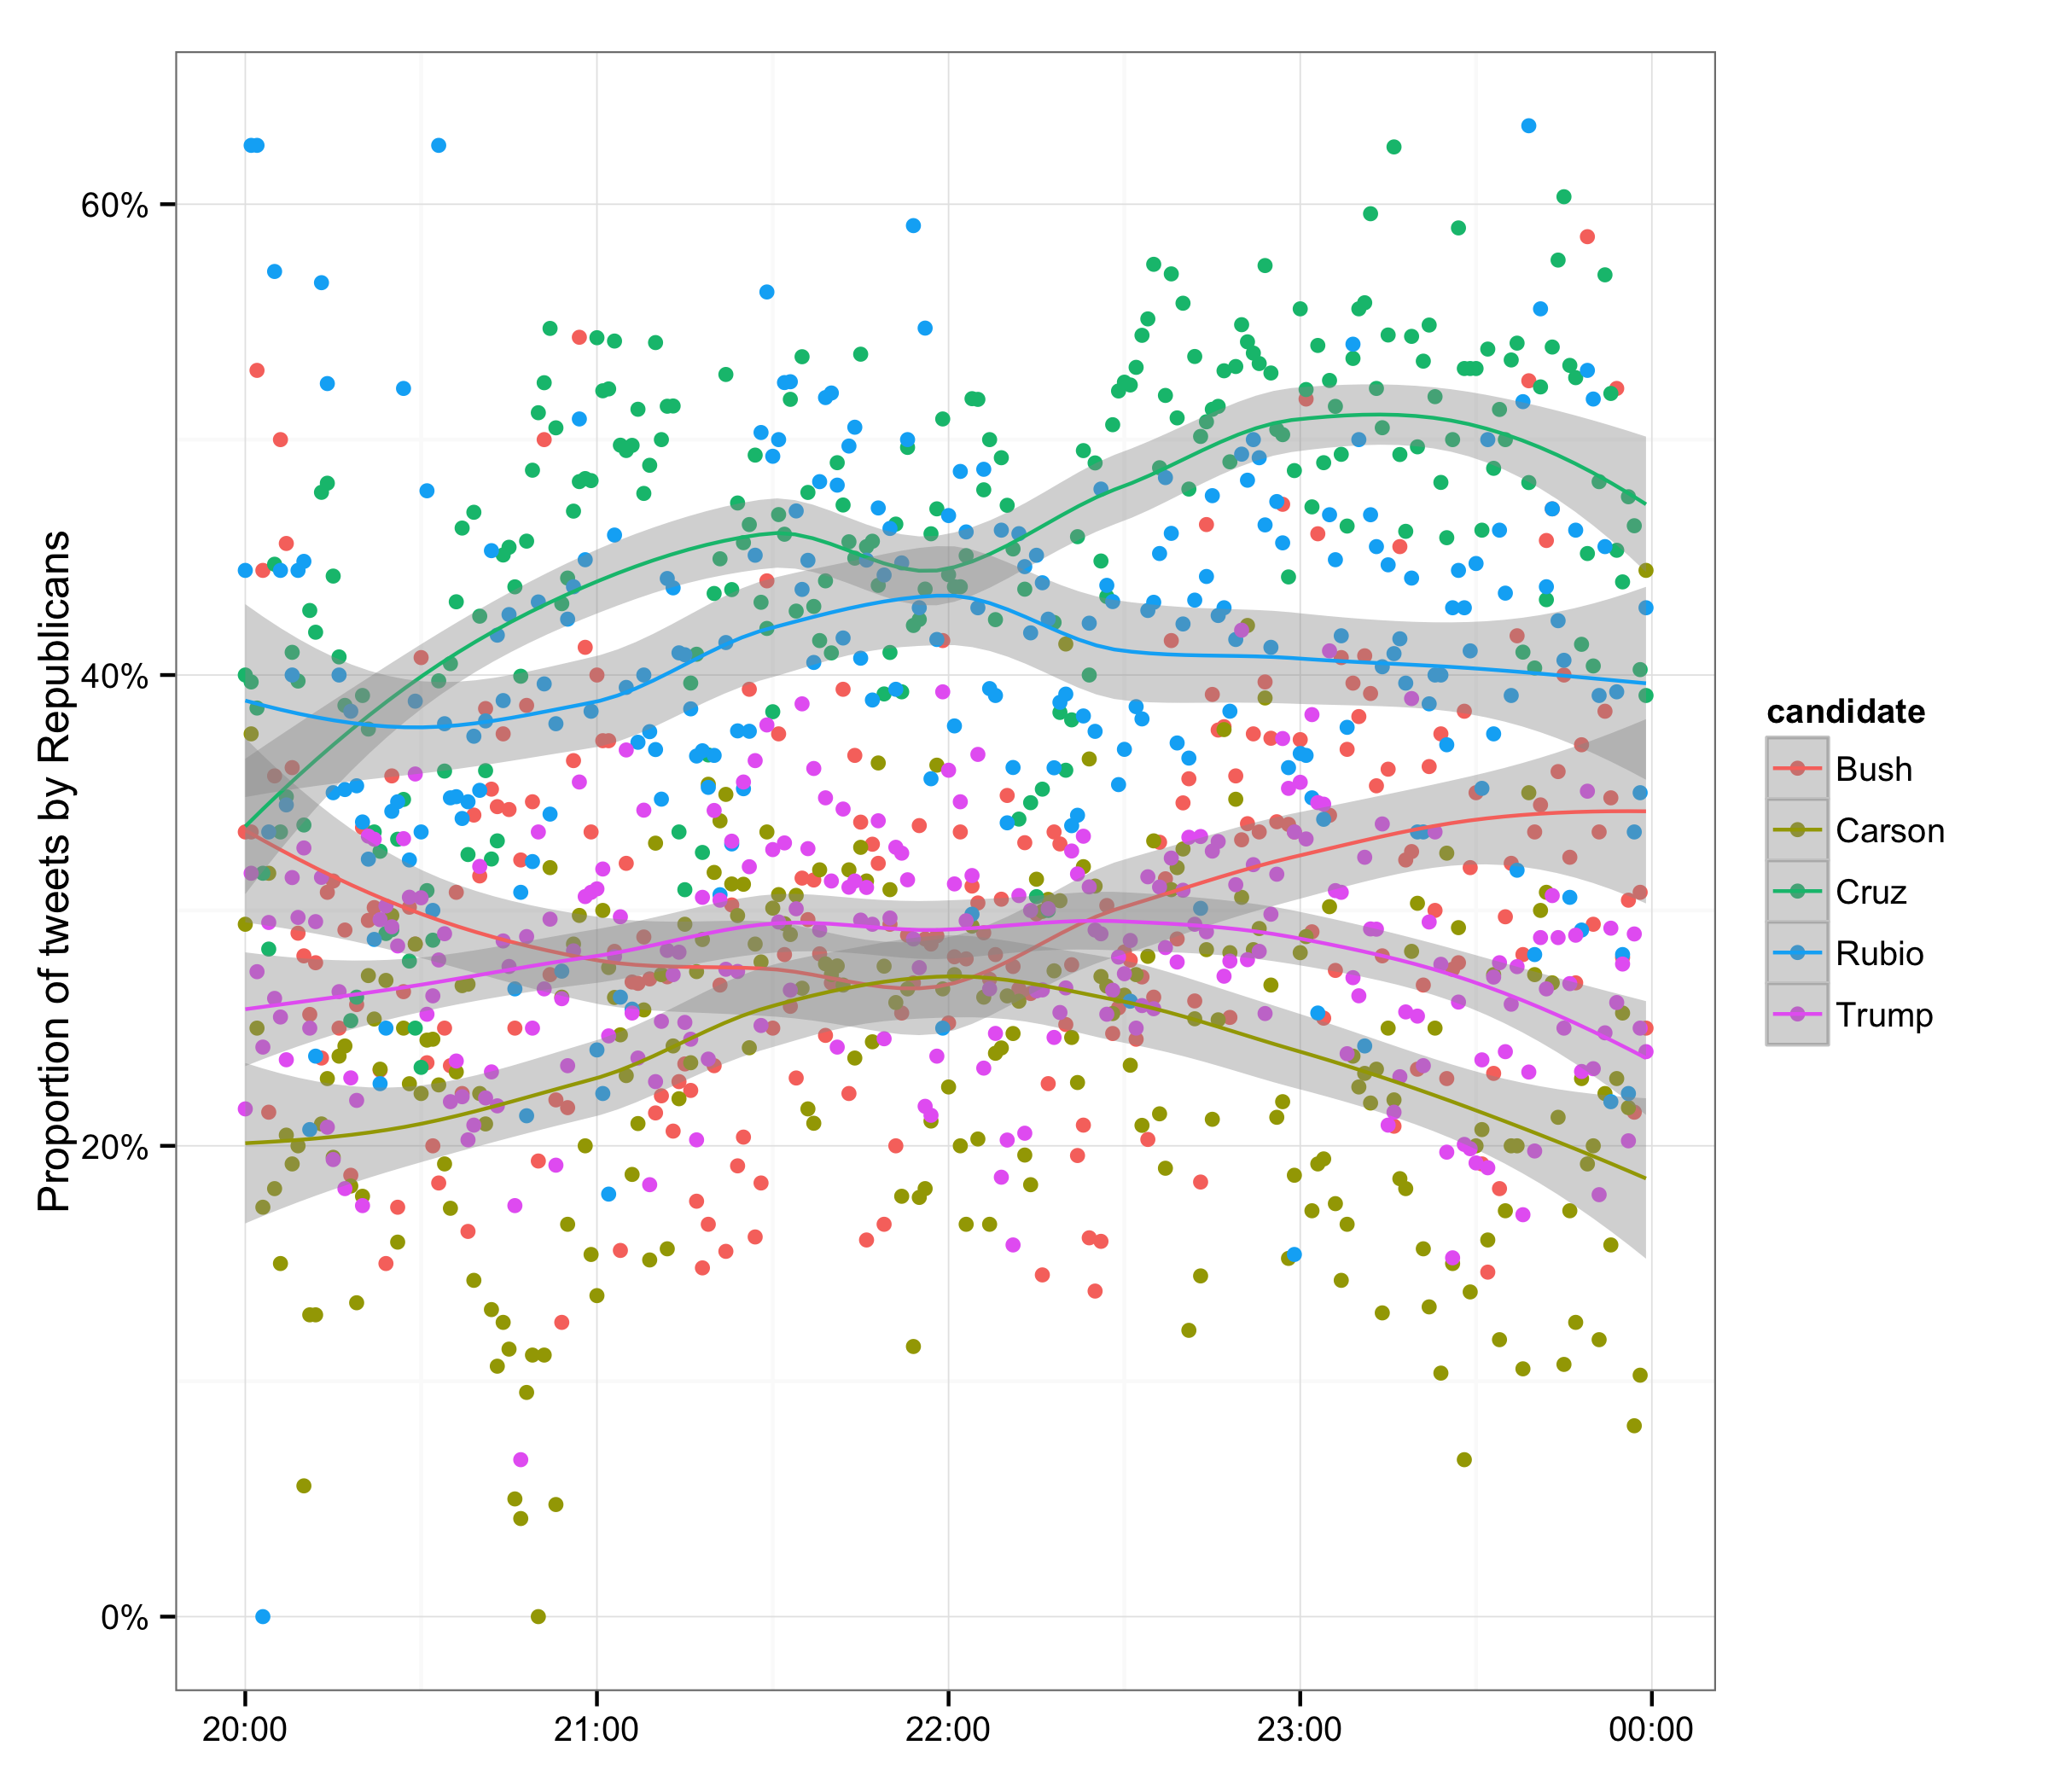 Proportion of tweets by Republicans
60%
40%
20%
0%
20:00
21:00
22:00
23:00
00:00
candidate
Bush
Carson
Cruz
Rubio
Trump